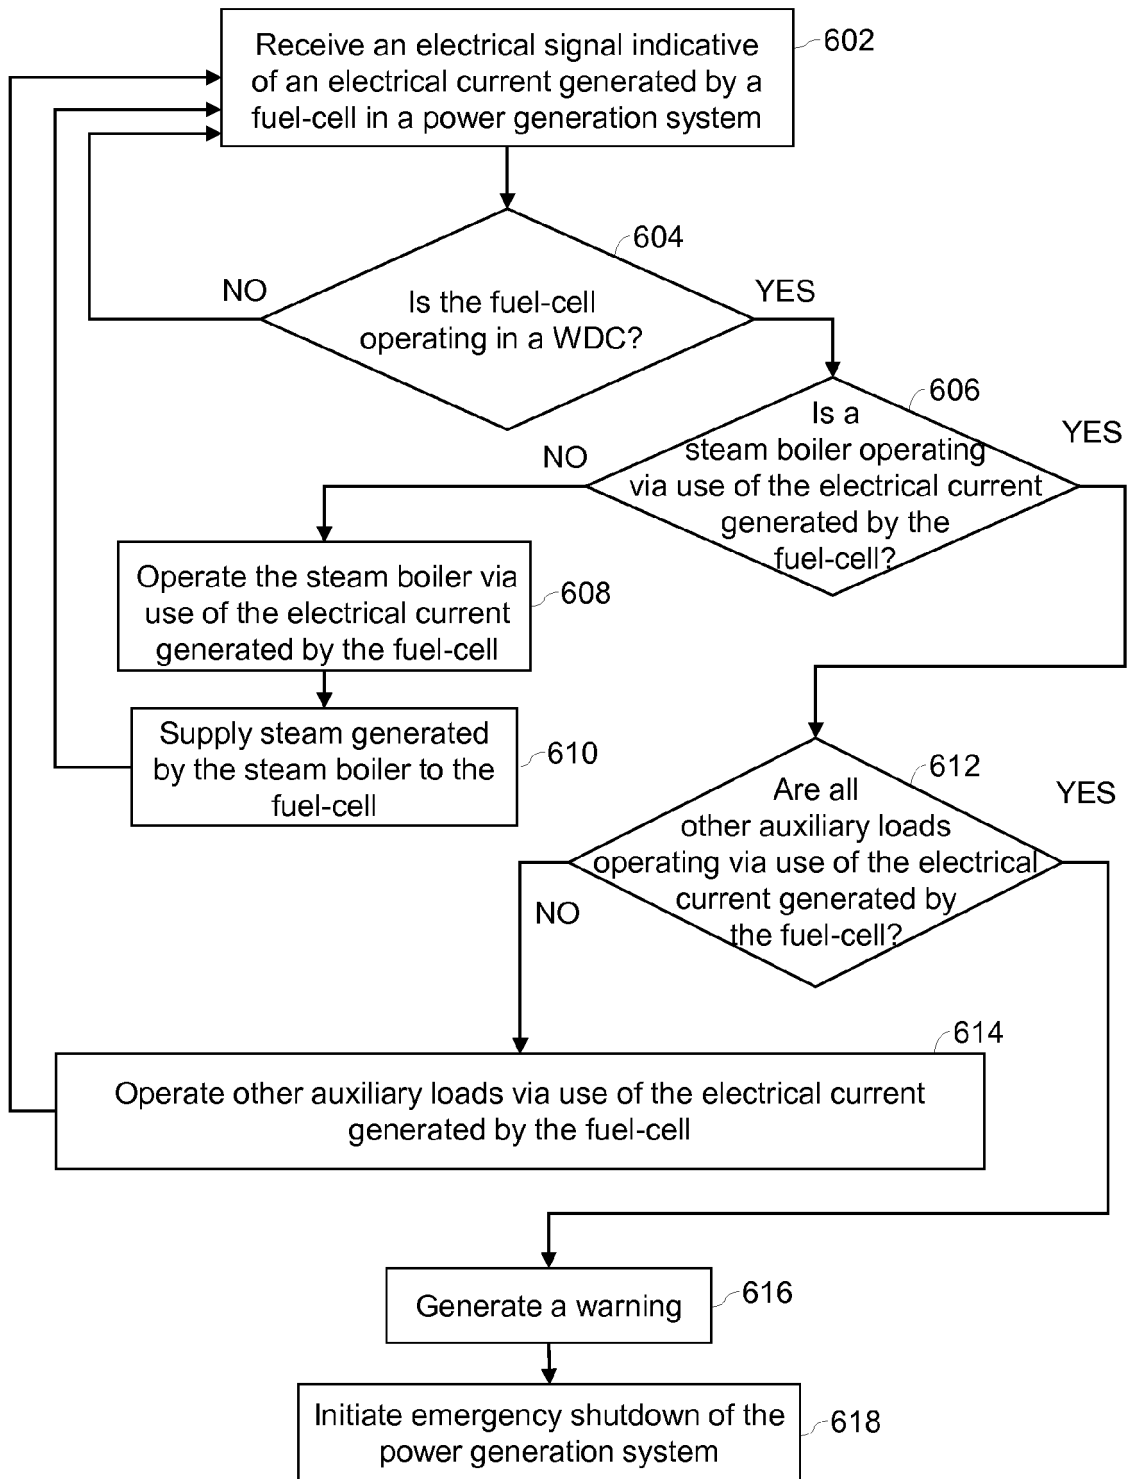 Receive an electrical signal indicative
of an electrical current generated by a
fuel-cell in a power generation system
602
604
NO
YES
Is the fuel-cell
operating in a WDC?
606
Is a
steam boiler operating
via use of the electrical current
generated by the
fuel-cell?
NO
YES
Operate the steam boiler via
use of the electrical current
generated by the fuel-cell
608
Supply steam generated
by the steam boiler to the
fuel-cell
610
612
Are all
other auxiliary loads
operating via use of the electrical
current generated by
the fuel-cell?
YES
NO
614
Operate other auxiliary loads via use of the electrical current
generated by the fuel-cell
Generate a warning
616
Initiate emergency shutdown of the
power generation system
618